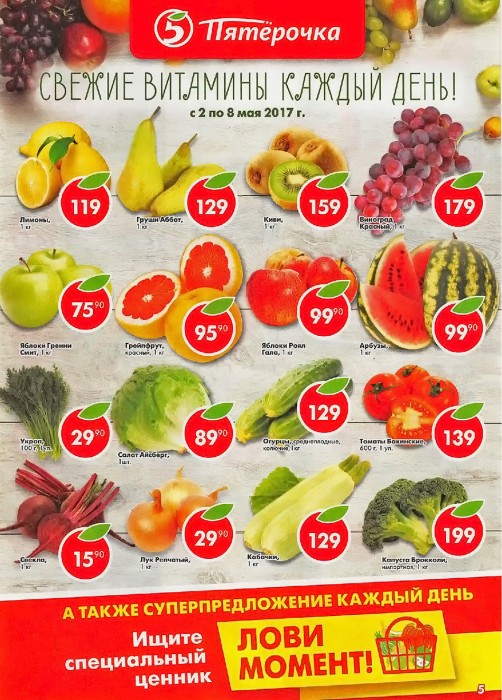 5 Пятёрочка
СВЕЖИЕ ВИТАМИНЫ КАЖДЫЙ ДЕНЬ!
с 2 по 8 мая 2017 г.
Лимоны,
1 кг
119
Груши Аббат,
1 кг
129
Киви,
1 кг
159
Виноград
Красный, 1 кг
179
Яблоки Гренни
Смит, 1 кг
75 90
Грейпфрут,
красный, 1 кг
95 90
Яблоки Роял
Гала, 1 кг
99 90
Арбузы,
1 кг
99 90
Укроп,
100 г, 1 уп.
29 90
Салат Айсберг,
1шт.
89 90
Огурцы, среднеплодные,
колючие, 1кг
129
Томаты Бакинские,
600 г, 1 уп.
139
Свёкла,
1 кг
15 90
Лук Репчатый,
1 кг
29 90
Кабачки,
1 кг
129
Капуста Брокколи,
импортная, 1 кг
199
А ТАКЖЕ СУПЕРПРЕДЛОЖЕНИЕ КАЖДЫЙ ДЕНЬ
Ищите
специальный
ценник
ЛОВИ
МОМЕНТ!
5